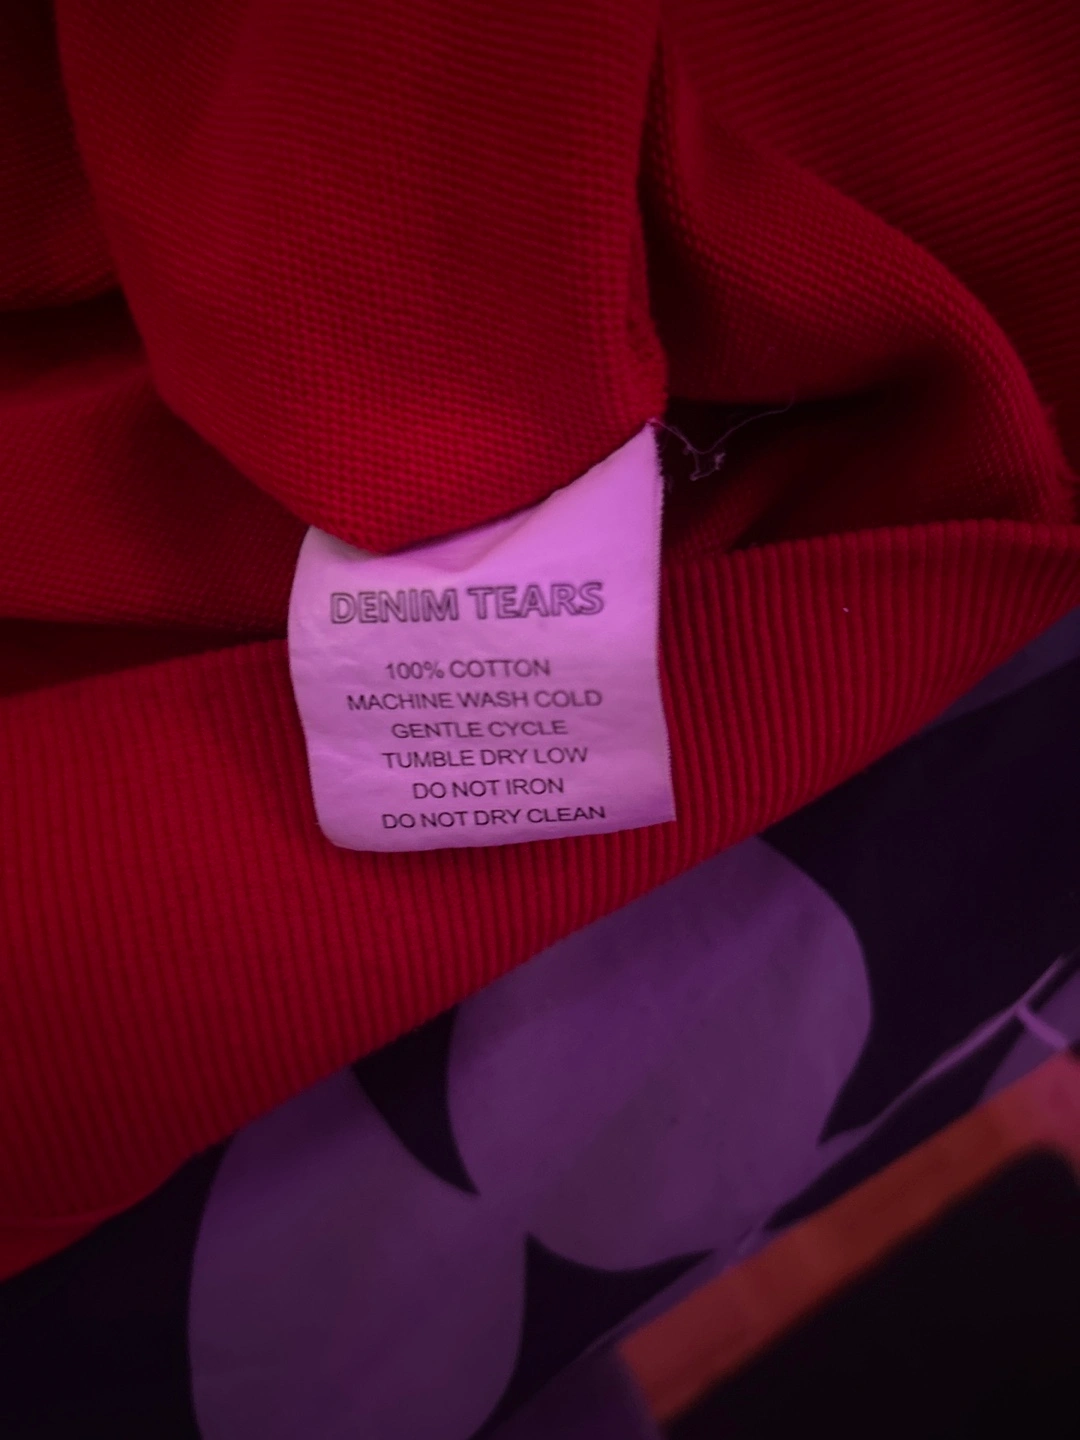 DENIM TEARS
100% COTTON
MACHINE WASH COLD
GENTLE CYCLE
TUMBLE DRY LOW
DO NOT IRON
DO NOT DRY CLEAN